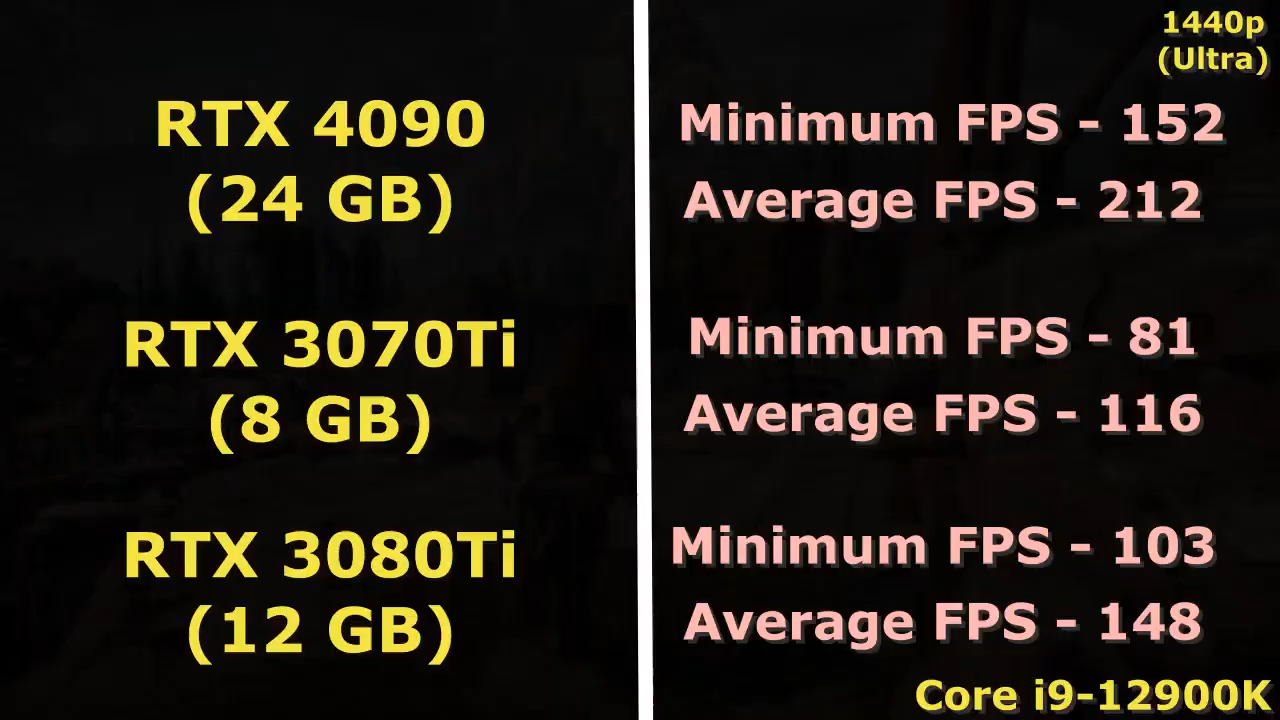 1440p
(Ultra)
RTX 4090
(24 GB)
Minimum FPS - 152
Average FPS - 212
RTX 3070Ti
(8 GB)
Minimum FPS - 81
Average FPS - 116
RTX 3080Ti
(12 GB)
Minimum FPS - 103
Average FPS - 148
Core i9-12900K